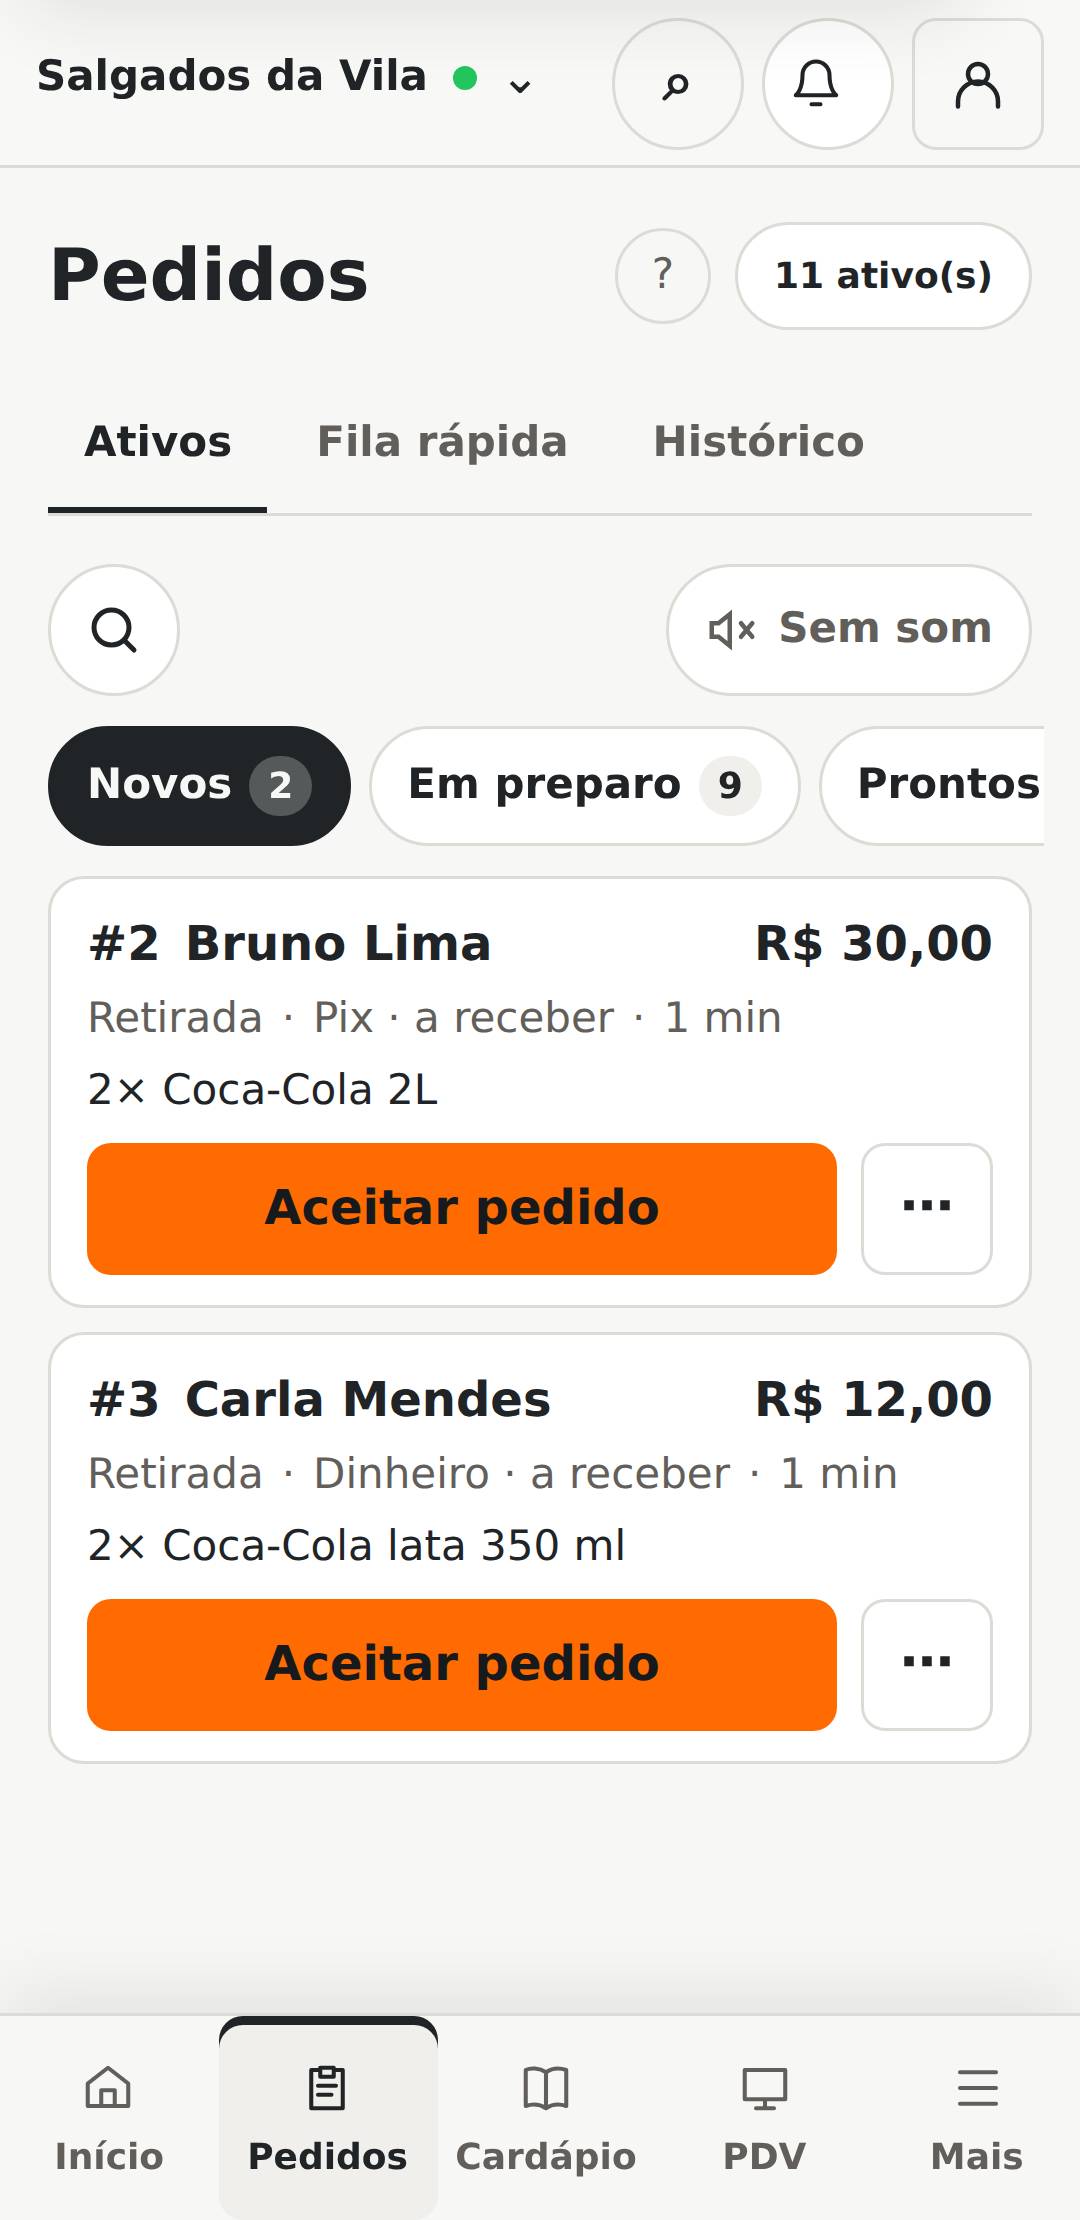 Salgados da Vila
Pedidos
?
11 ativo(s)
Ativos
Fila rápida
Histórico
Sem som
Novos 2
Em preparo 9
Prontos
#2 Bruno Lima R$ 30,00
Retirada · Pix · a receber · 1 min
2× Coca-Cola 2L
Aceitar pedido
...
#3 Carla Mendes R$ 12,00
Retirada · Dinheiro · a receber · 1 min
2× Coca-Cola lata 350 ml
Aceitar pedido
...
Início
Pedidos
Cardápio
PDV
Mais